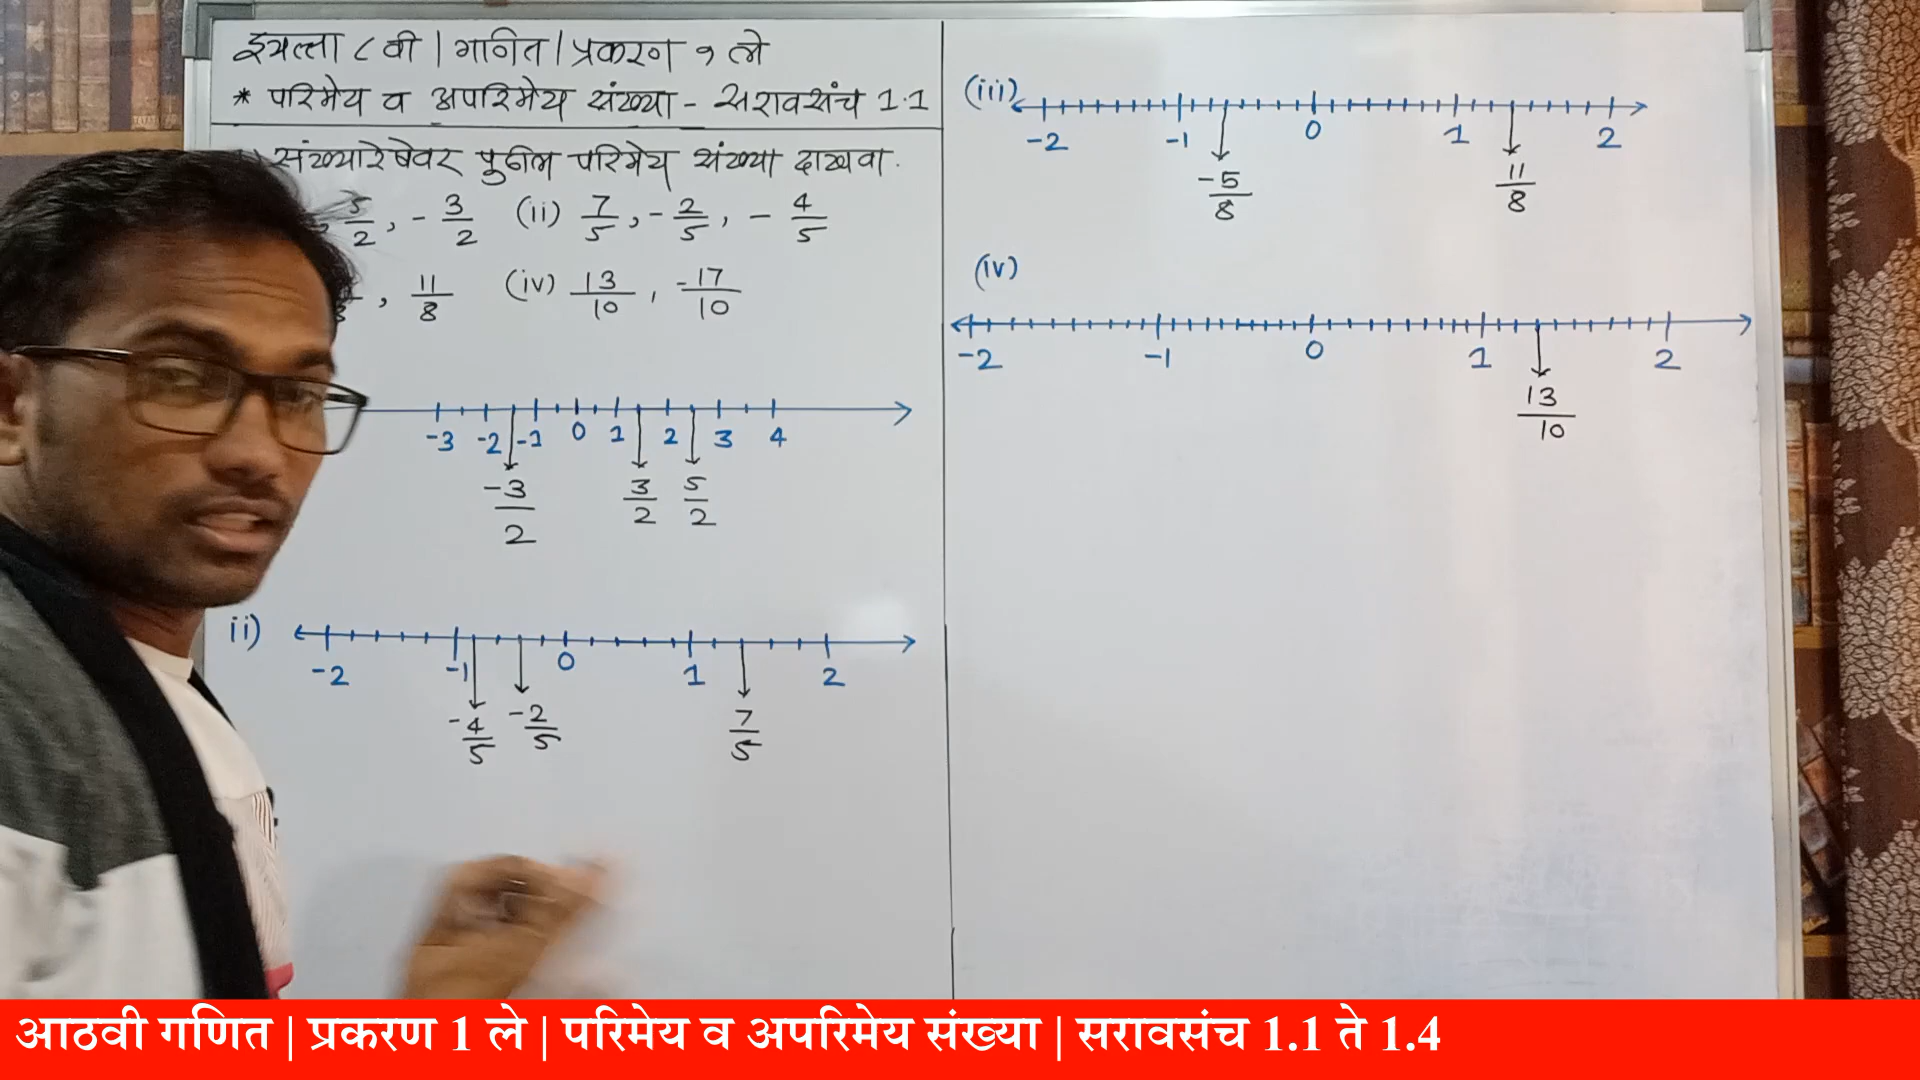 इयत्ता ८ वी | गणित | प्रकरण १ ले
* परिमेय व अपरिमेय संख्या - सरावसंच 1.1
संख्यारेषेवर पुढील परिमेय संख्या दाखवा.
5/2, -3/2 (ii) 7/5, -2/5, -4/5
, 11/8 (iv) 13/10, -17/10
-3 -2 -1 0 1 2 3 4
-3/2 3/2 5/2
ii)
-2 -1 0 1 2
-4/5 -2/5 7/5
(iii)
-2 -1 0 1 2
-5/8 11/8
(iv)
-2 -1 0 1 2
13/10
आठवी गणित | प्रकरण 1 ले | परिमेय व अपरिमेय संख्या | सरावसंच 1.1 ते 1.4